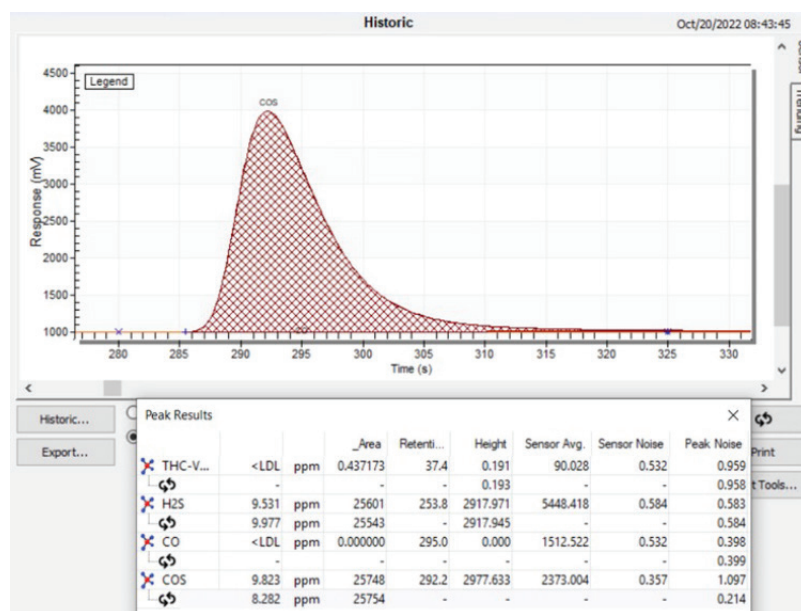 Historic Oct/20/2022 08:43:45
Legend
COS
4500
4000
3500
3000
2500
2000
1500
1000
Response (mV)
280 285 290 295 300 305 310 315 320 325 330
Time (s)
Trending
Historic...
Export...
Print
t Tools...
Peak Results
_Area Retenti... Height Sensor Avg. Sensor Noise Peak Noise
THC-V... <LDL ppm 0.437173 37.4 0.191 90.028 0.532 0.959
- - - 0.193 - - 0.958
H2S 9.531 ppm 25601 253.8 2917.971 5448.418 0.584 0.583
9.977 ppm 25543 - 2917.945 - - 0.584
CO <LDL ppm 0.000000 295.0 0.000 1512.522 0.532 0.398
- - - - - - 0.399
COS 9.823 ppm 25748 292.2 2977.633 2373.004 0.357 1.097
8.282 ppm 25754 - - - - 0.214